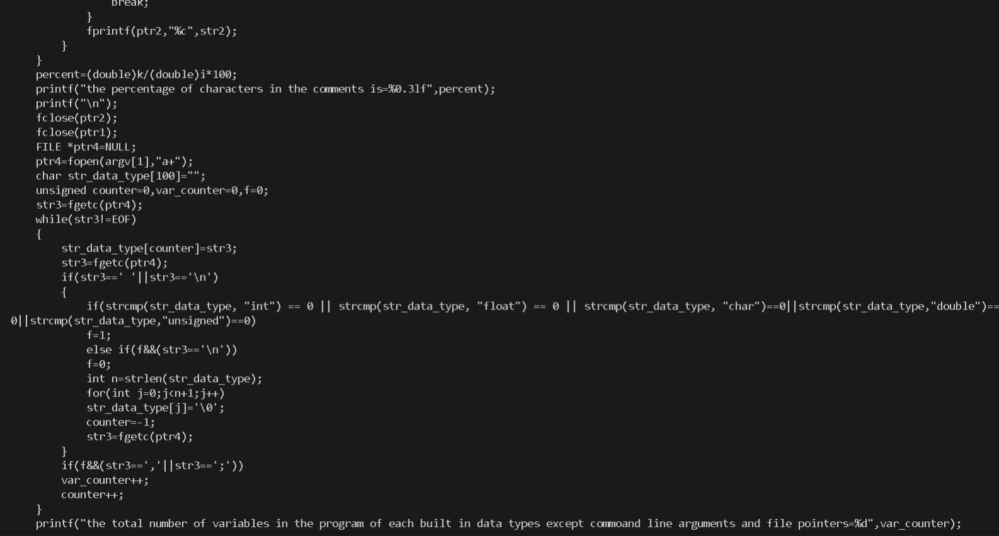 break;
}
fprintf(ptr2,"%c",str2);
}
}
percent=(double)k/(double)i*100;
printf("the percentage of characters in the comments is=%0.3lf",percent);
printf("\n");
fclose(ptr2);
fclose(ptr1);
FILE *ptr4=NULL;
ptr4=fopen(argv[1],"a+");
char str_data_type[100]="";
unsigned counter=0,var_counter=0,f=0;
str3=fgetc(ptr4);
while(str3!=EOF)
{
str_data_type[counter]=str3;
str3=fgetc(ptr4);
if(str3==' '||str3=='\n')
{
if(strcmp(str_data_type, "int") == 0 || strcmp(str_data_type, "float") == 0 || strcmp(str_data_type, "char")==0||strcmp(str_data_type,"double")==
0||strcmp(str_data_type,"unsigned")==0)
f=1;
else if(f&&(str3=='\n'))
f=0;
int n=strlen(str_data_type);
for(int j=0;j<n+1;j++)
str_data_type[j]='\0';
counter=-1;
str3=fgetc(ptr4);
}
if(f&&(str3==','||str3==';'))
var_counter++;
counter++;
}
printf("the total number of variables in the program of each built in data types except commoand line arguments and file pointers=%d",var_counter);